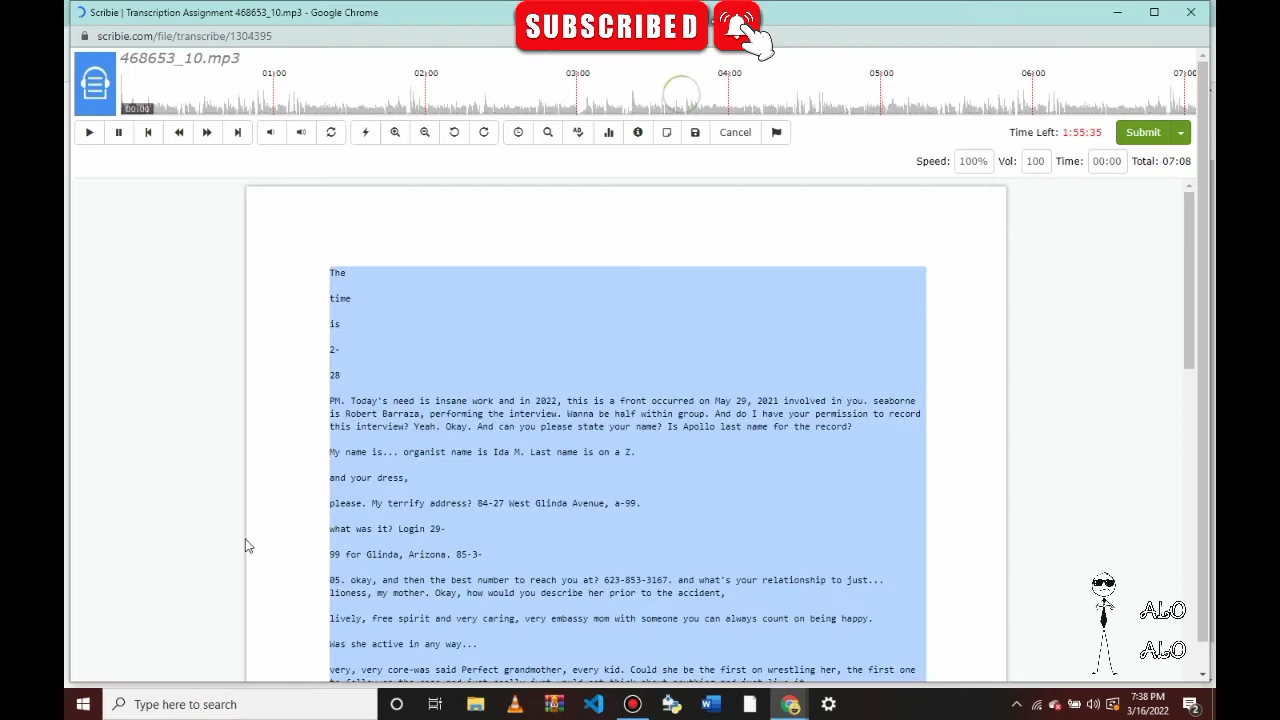 Scribie - Transcription Assignment 468653_10.mp3 - Google Chrome
SUBSCRIBED
scribie.com/file/transcribe/1304395
468653_10.mp3
01:00 02:00 03:00 04:00 05:00 06:00 07:00
00:00
Cancel
Time Left: 1:55:35
Submit
Speed: 100% Vol: 100 Time: 00:00 Total: 07:08
The
time
is
2-
28
PM. Today's need is insane work and in 2022, this is a front occurred on May 29, 2021 involved in you. seaborne
is Robert Barraza, performing the interview. Wanna be half within group. And do I have your permission to record
this interview? Yeah. Okay. And can you please state your name? Is Apollo last name for the record?
My name is... organist name is Ida M. Last name is on a Z.
and your dress,
please. My terrify address? 84-27 West Glinda Avenue, a-99.
what was it? Login 29-
99 for Glinda, Arizona. 85-3-
05. okay, and then the best number to reach you at? 623-853-3167. and what's your relationship to just...
lioness, my mother. Okay, how would you describe her prior to the accident,
lively, free spirit and very caring, very embassy mom with someone you can always count on being happy.
Was she active in any way...
very, very core-was said Perfect grandmother, every kid. Could she be the first on wrestling her, the first one
ALO
ALO
Type here to search
7:38 PM
3/16/2022
2